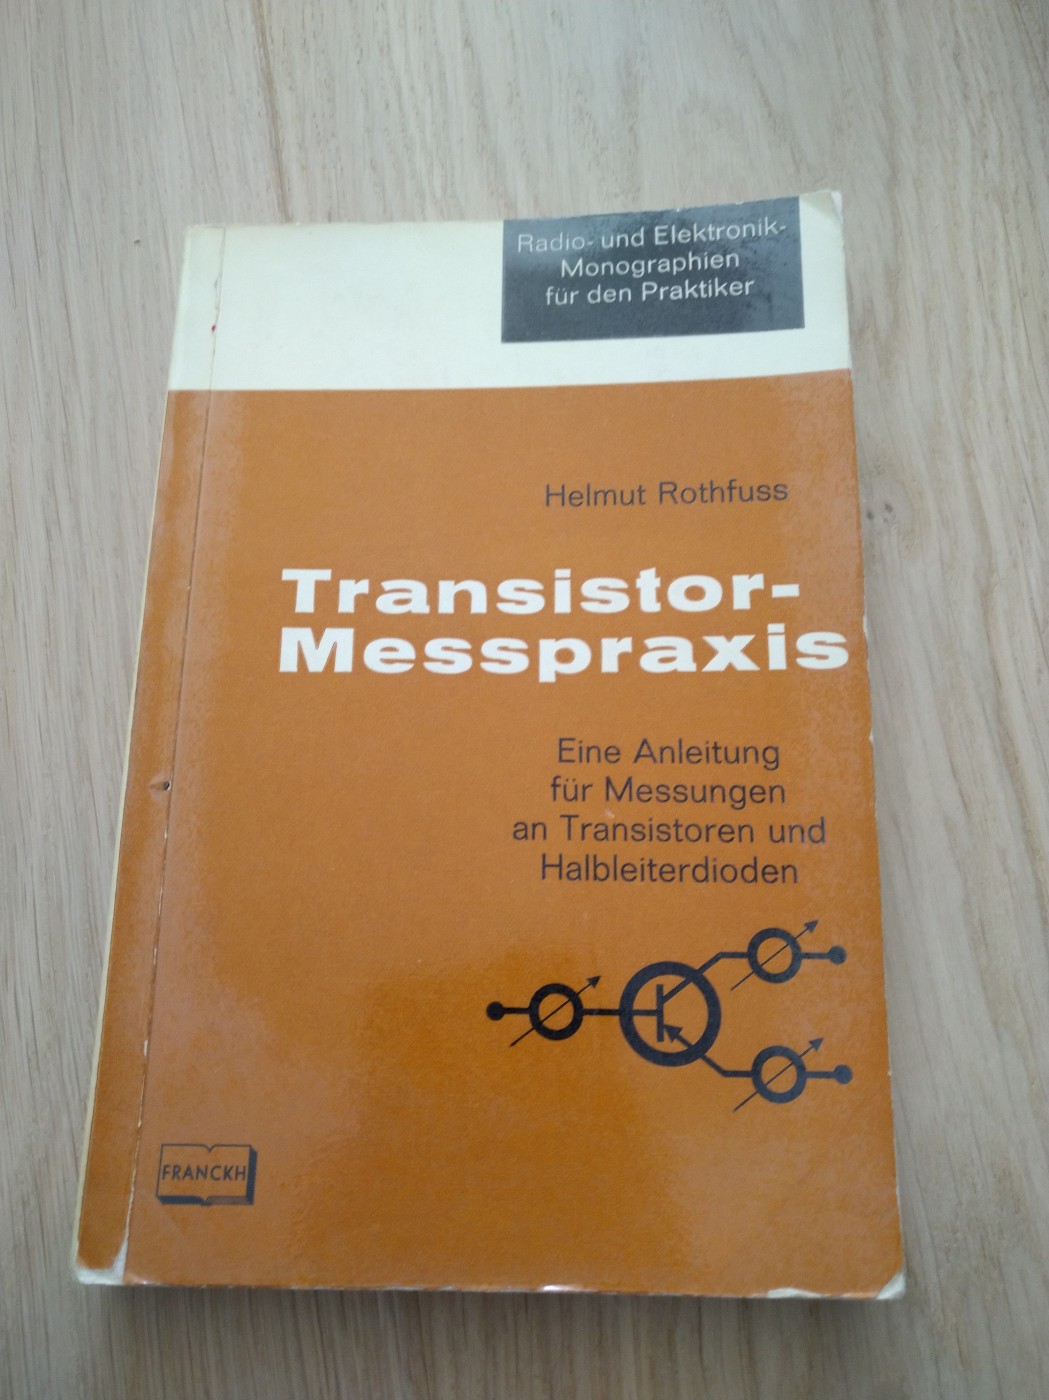 Radio- und Elektronik-
Monographien
für den Praktiker
Helmut Rothfuss
Transistor-
Messpraxis
Eine Anleitung
für Messungen
an Transistoren und
Halbleiterdioden
FRANCKH